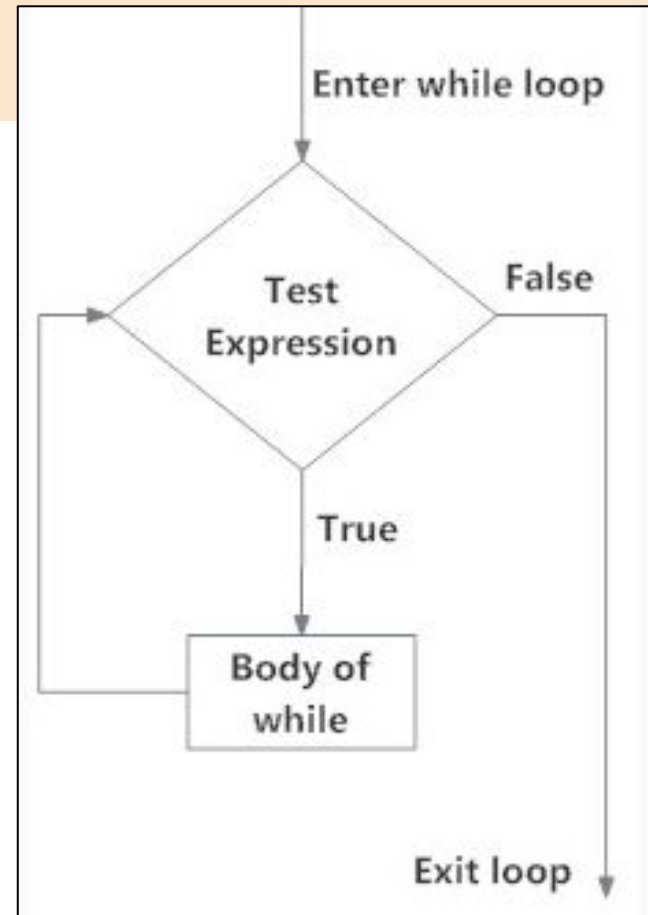 Enter while loop
Test
Expression
False
True
Body of
while
Exit loop